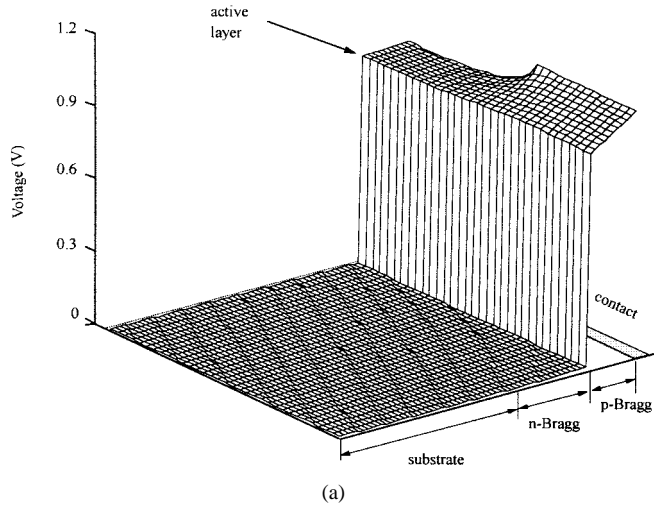 active
layer
1.2
0.9
0.6
0.3
0
Voltage (V)
contact
p-Bragg
n-Bragg
substrate
(a)